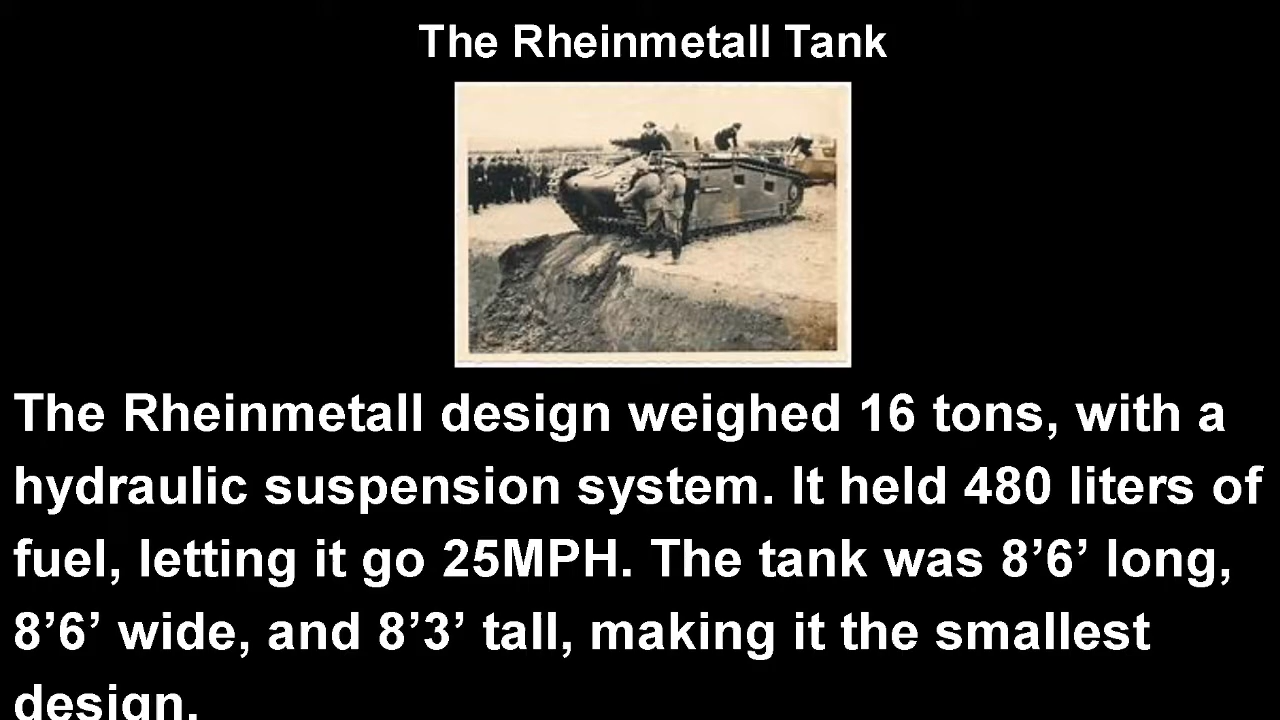 The Rheinmetall Tank
The Rheinmetall design weighed 16 tons, with a
hydraulic suspension system. It held 480 liters of
fuel, letting it go 25MPH. The tank was 8’6’ long,
8’6’ wide, and 8’3’ tall, making it the smallest
design.